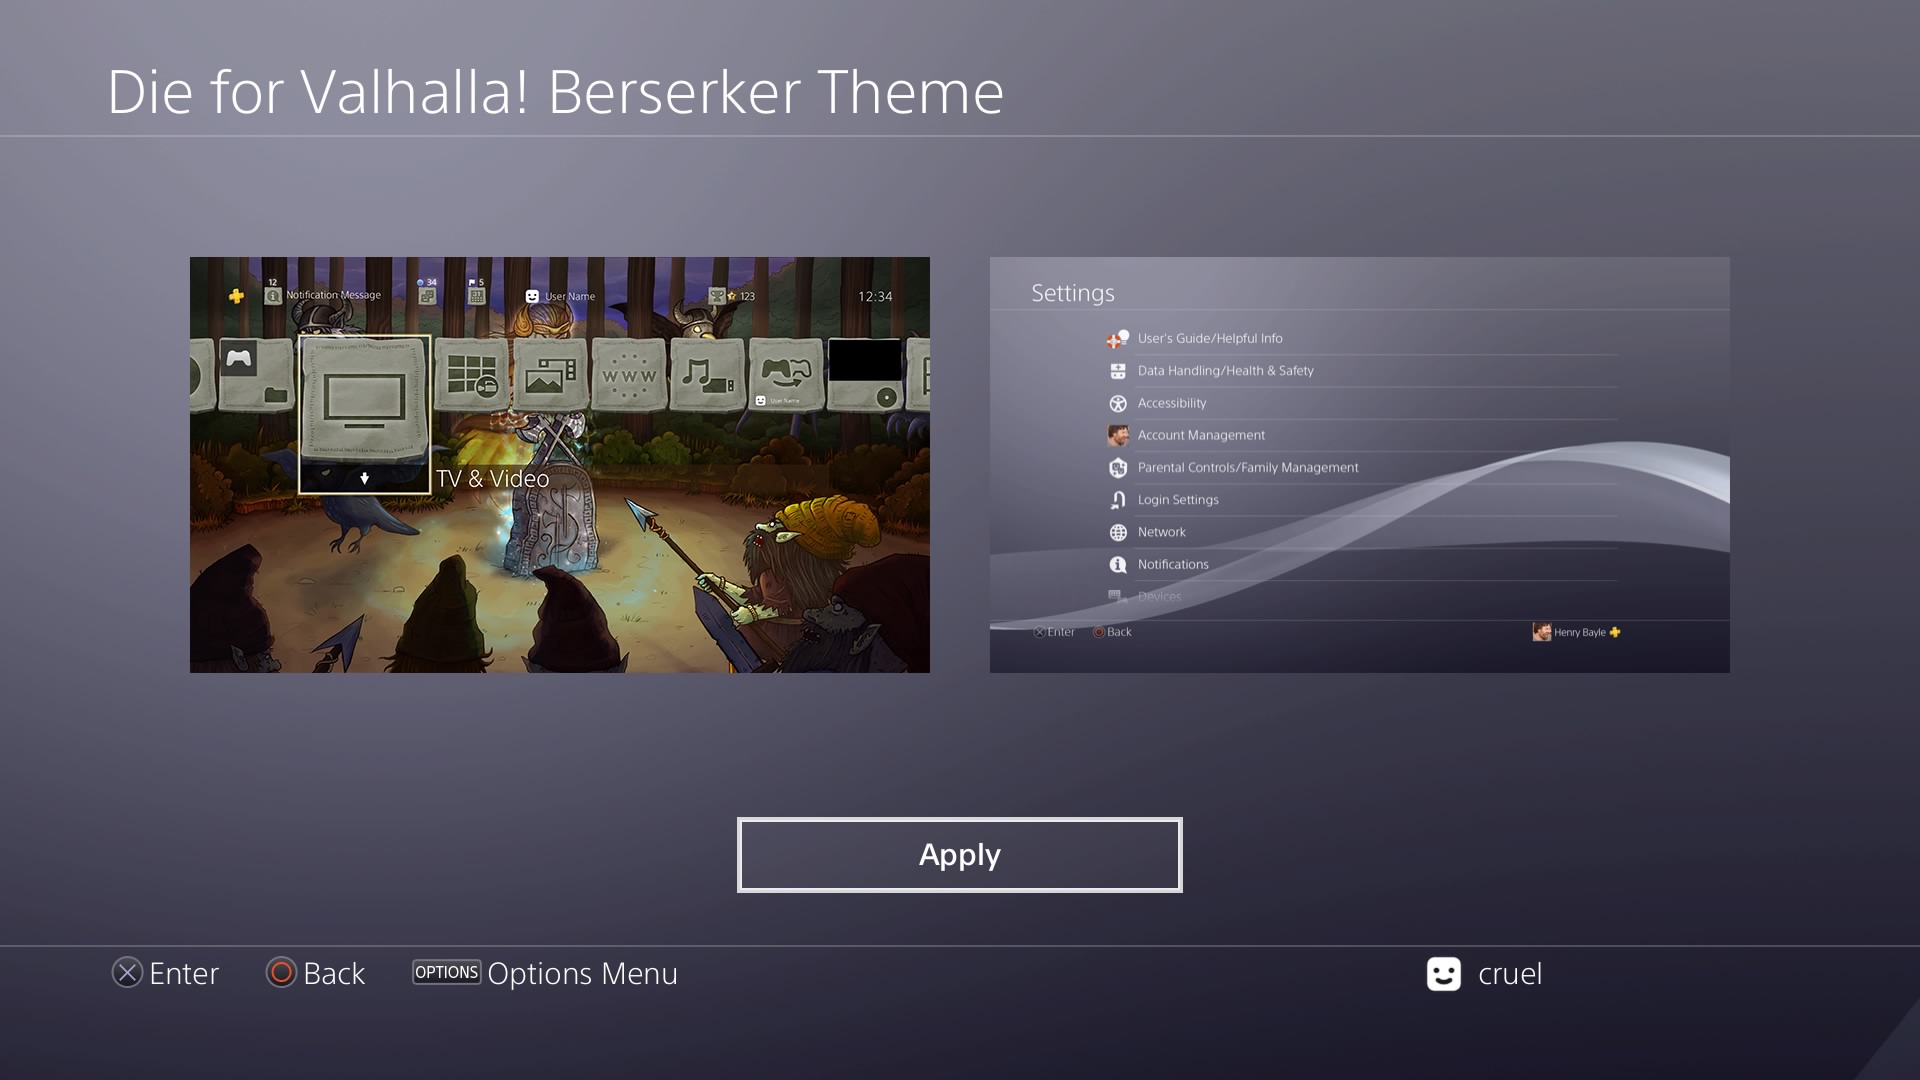 Die for Valhalla! Berserker Theme
12
34
5
Notification Message
User Name
123
12:34
WWW
User Name
TV & Video
Settings
User's Guide/Helpful Info
Data Handling/Health & Safety
Accessibility
Account Management
Parental Controls/Family Management
Login Settings
Network
Notifications
Devices
Enter
Back
Henry Bayle
Apply
Enter
Back
OPTIONS Options Menu
cruel